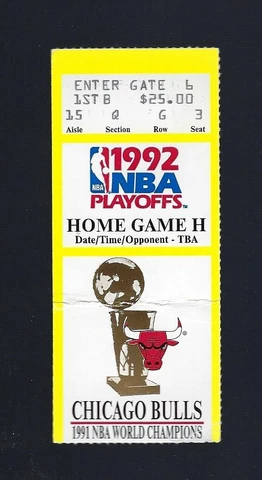 ENTER GATE 6
1ST B $25.00
15 Q G 3
Aisle Section Row Seat
1992
NBA NBA
PLAYOFFS™
HOME GAME H
Date/Time/Opponent - TBA
CHICAGO BULLS
1991 NBA WORLD CHAMPIONS